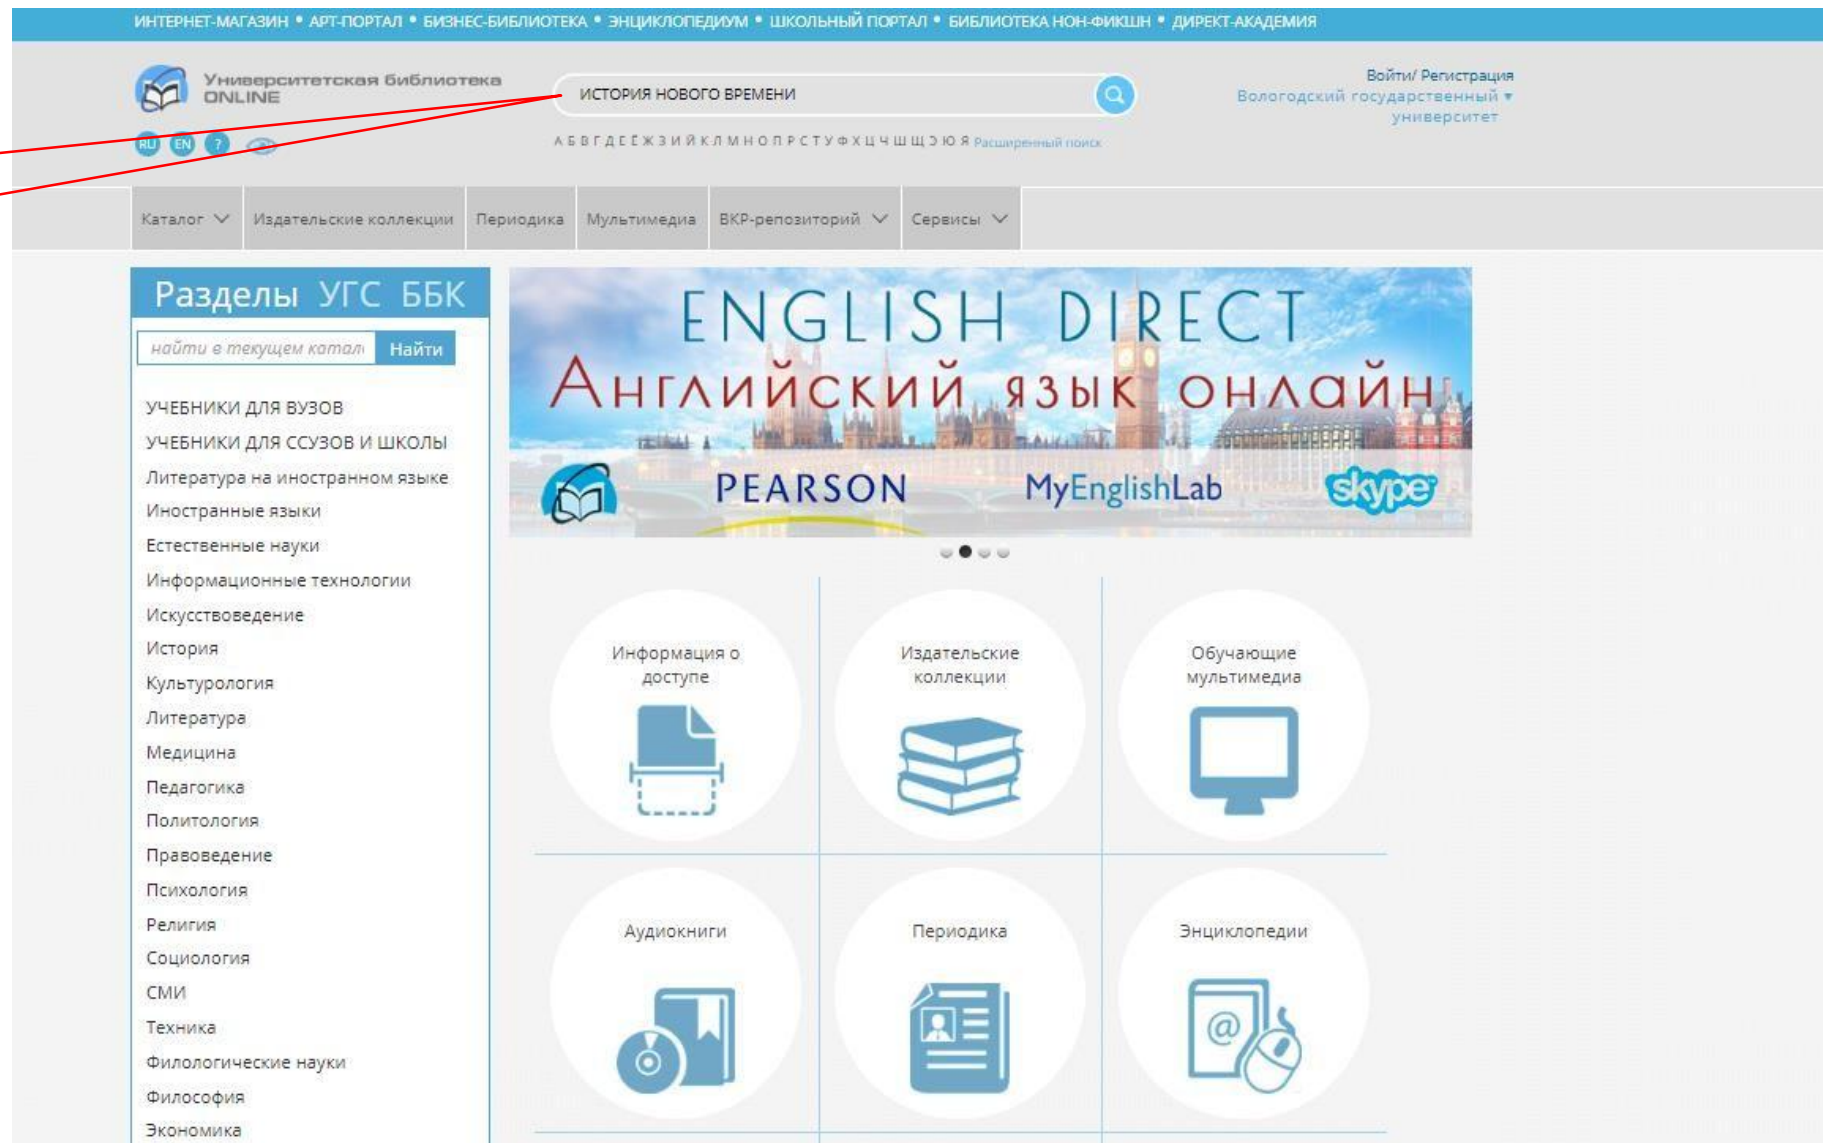 ИНТЕРНЕТ-МАГАЗИН • АРТ-ПОРТАЛ • БИЗНЕС-БИБЛИОТЕКА • ЭНЦИКЛОПЕДИУМ • ШКОЛЬНЫЙ ПОРТАЛ • БИБЛИОТЕКА НОН-ФИКШН • ДИРЕКТ-АКАДЕМИЯ
Университетская библиотека
ONLINE
ИСТОРИЯ НОВОГО ВРЕМЕНИ
Войти/ Регистрация
Вологодский государственный ▾
университет
RU EN ?
А Б В Г Д Е Ё Ж З И Й К Л М Н О П Р С Т У Ф Х Ц Ч Ш Щ Э Ю Я Расширенный поиск
Каталог Издательские коллекции Периодика Мультимедиа ВКР-репозиторий Сервисы
Разделы УГС ББК
найти в текущем катал
Найти
УЧЕБНИКИ ДЛЯ ВУЗОВ
УЧЕБНИКИ ДЛЯ ССУЗОВ И ШКОЛЫ
Литература на иностранном языке
Иностранные языки
Естественные науки
Информационные технологии
Искусствоведение
История
Культурология
Литература
Медицина
Педагогика
Политология
Правоведение
Психология
Религия
Социология
СМИ
Техника
Филологические науки
Философия
Экономика
ENGLISH DIRECT
Английский язык онлайн
PEARSON MyEnglishLab skype
Информация о
доступе
Издательские
коллекции
Обучающие
мультимедиа
Аудиокниги
Периодика
Энциклопедии
@